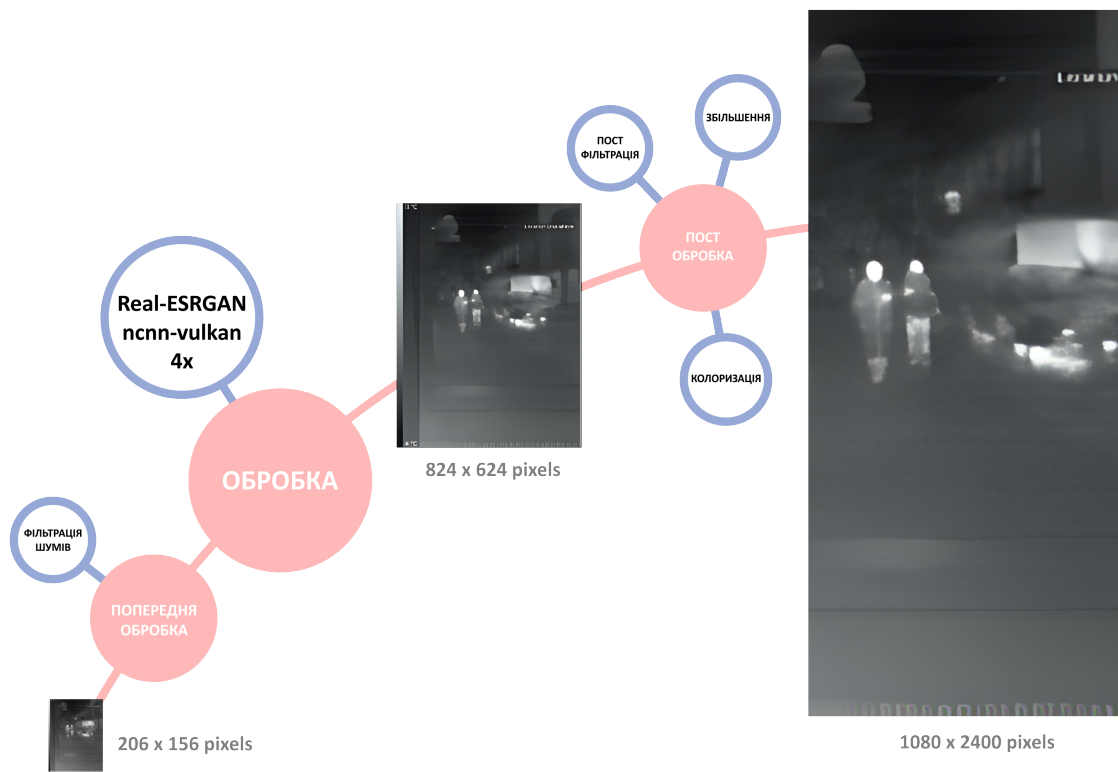 ЗБІЛЬШЕННЯ
ПОСТ
ФІЛЬТРАЦІЯ
ПОСТ
ОБРОБКА
КОЛОРИЗАЦІЯ
Real-ESRGAN
ncnn-vulkan
4x
824 x 624 pixels
ОБРОБКА
ФІЛЬТРАЦІЯ
ШУМІВ
ПОПЕРЕДНЯ
ОБРОБКА
206 x 156 pixels
1080 x 2400 pixels